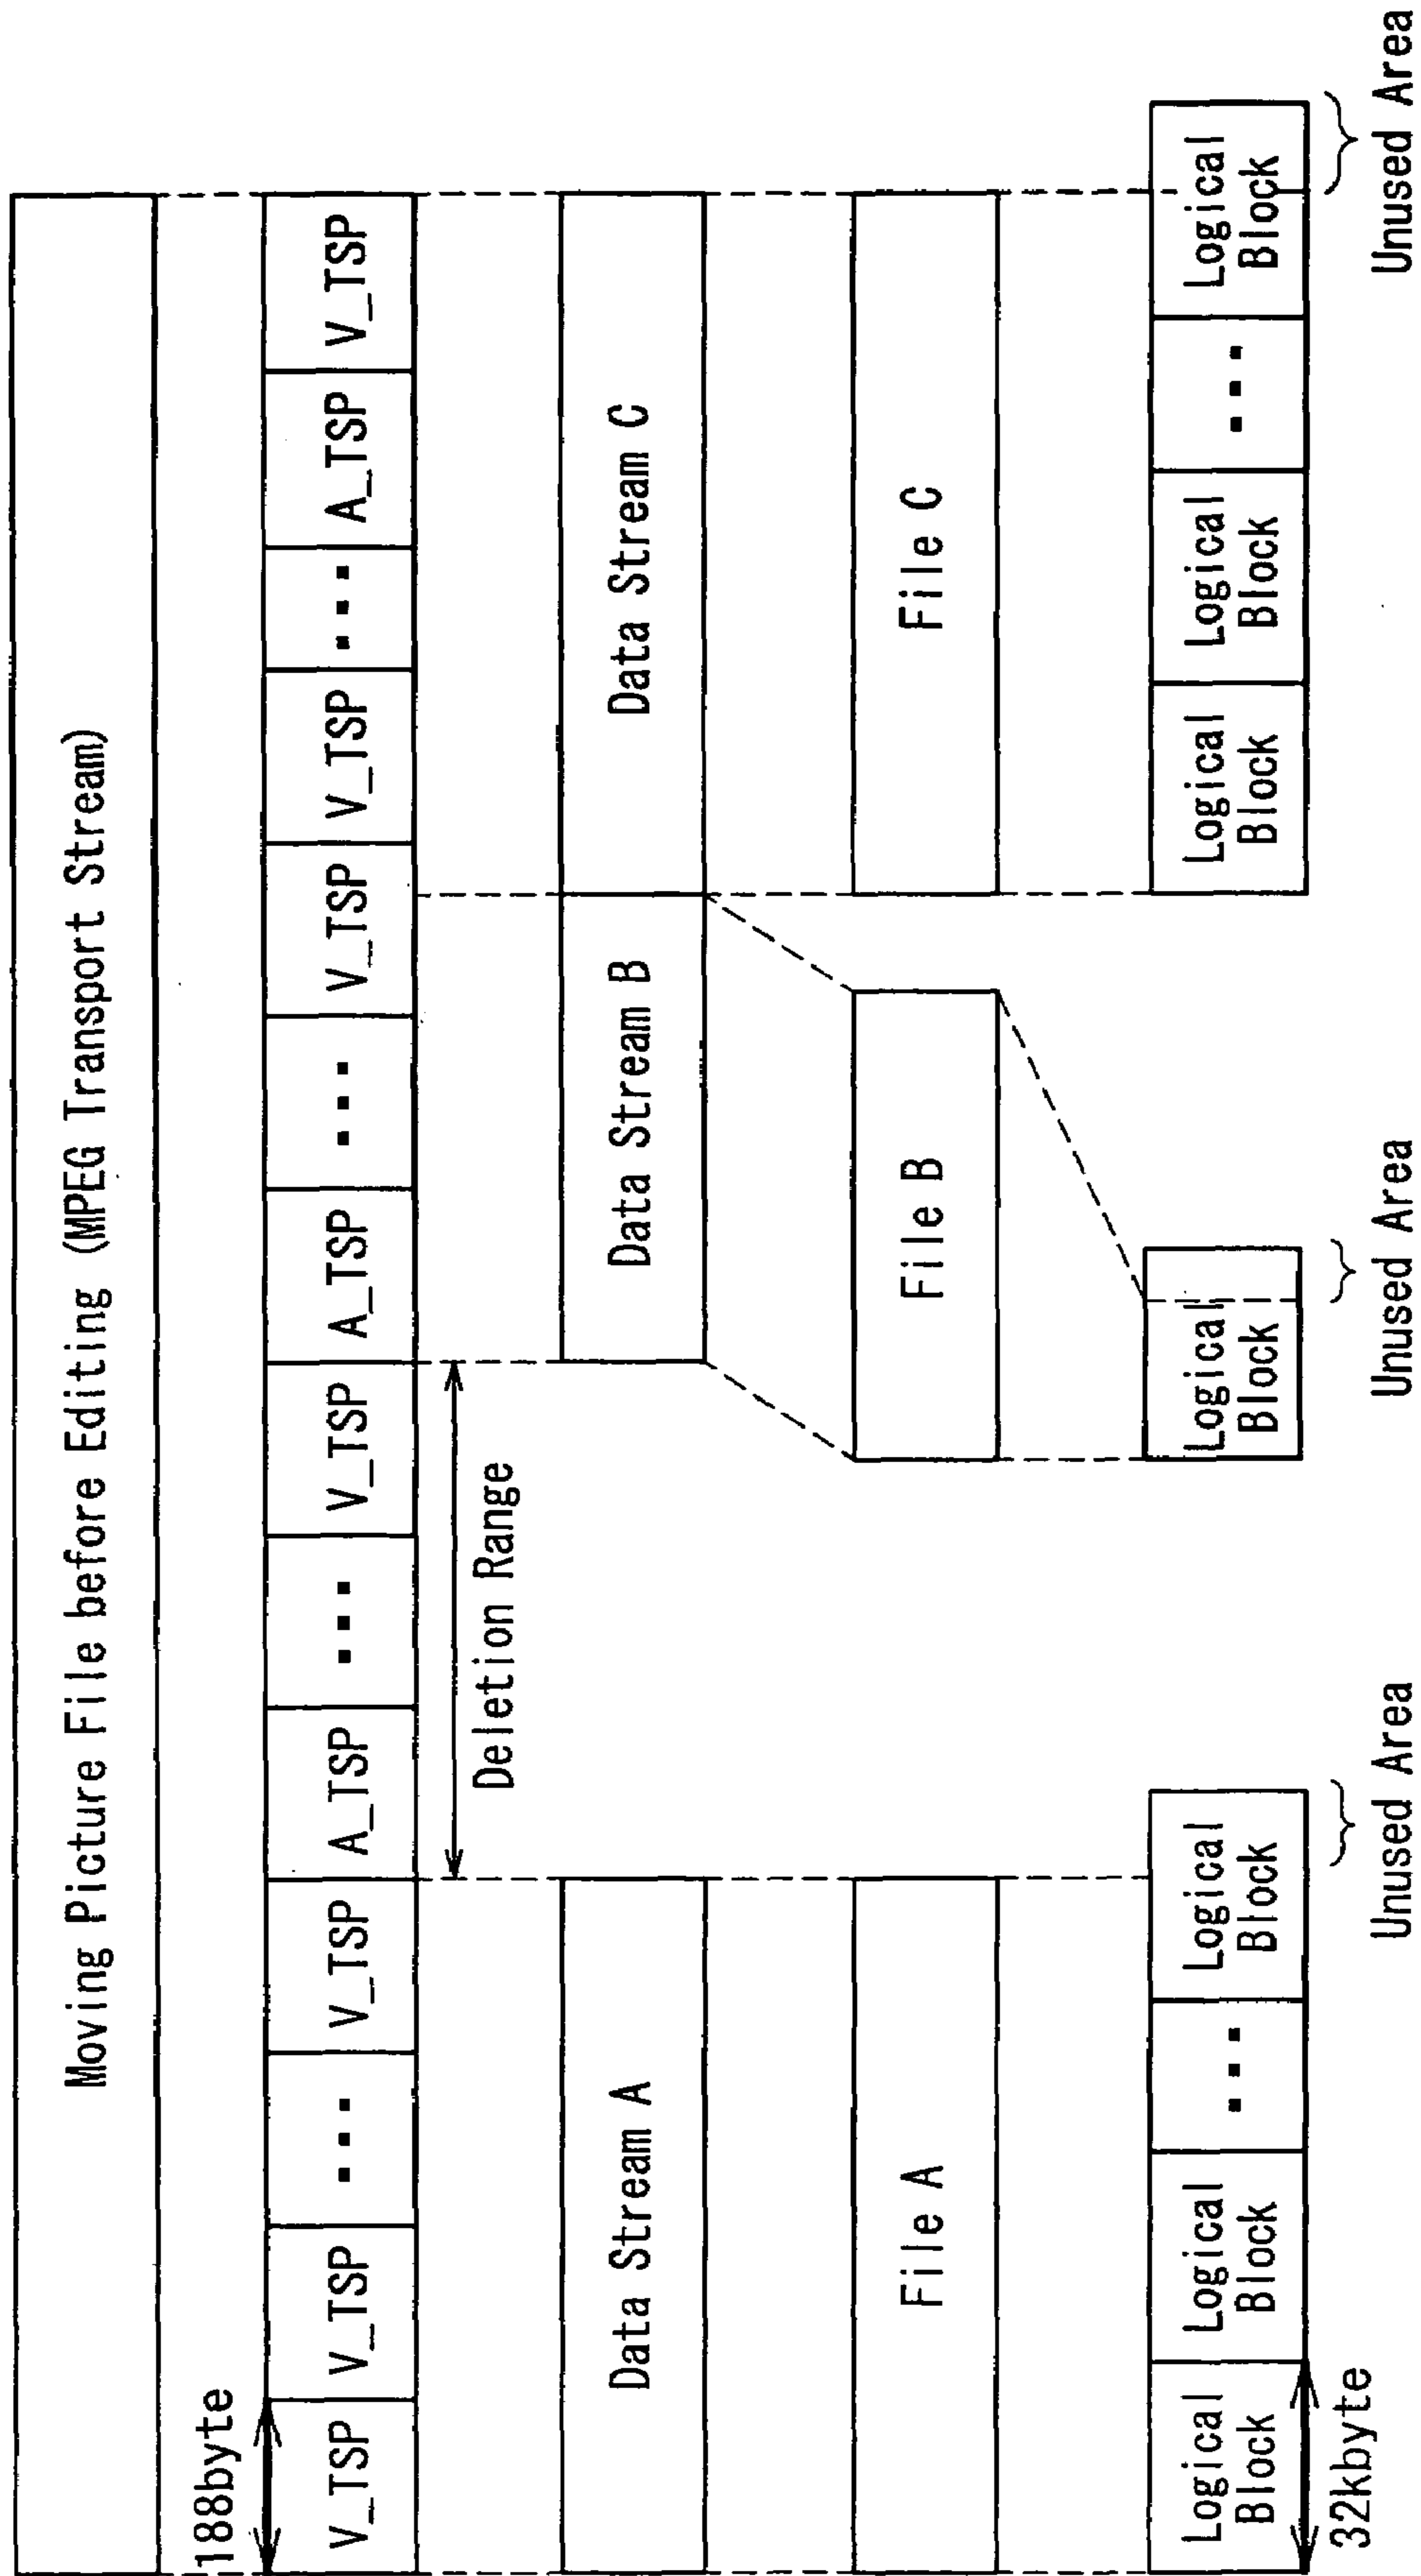 Moving Picture File before Editing (MPEG Transport Stream)
188byte
V_TSP
V_TSP
...
V_TSP
A_TSP
...
V_TSP
A_TSP
...
V_TSP
V_TSP
...
A_TSP
V_TSP
Deletion Range
Data Stream A
Data Stream B
Data Stream C
File A
File B
File C
Logical
Block
Logical
Block
...
Logical
Block
Logical
Block
Logical
Block
Logical
Block
...
Logical
Block
32kbyte
Unused Area
Unused Area
Unused Area